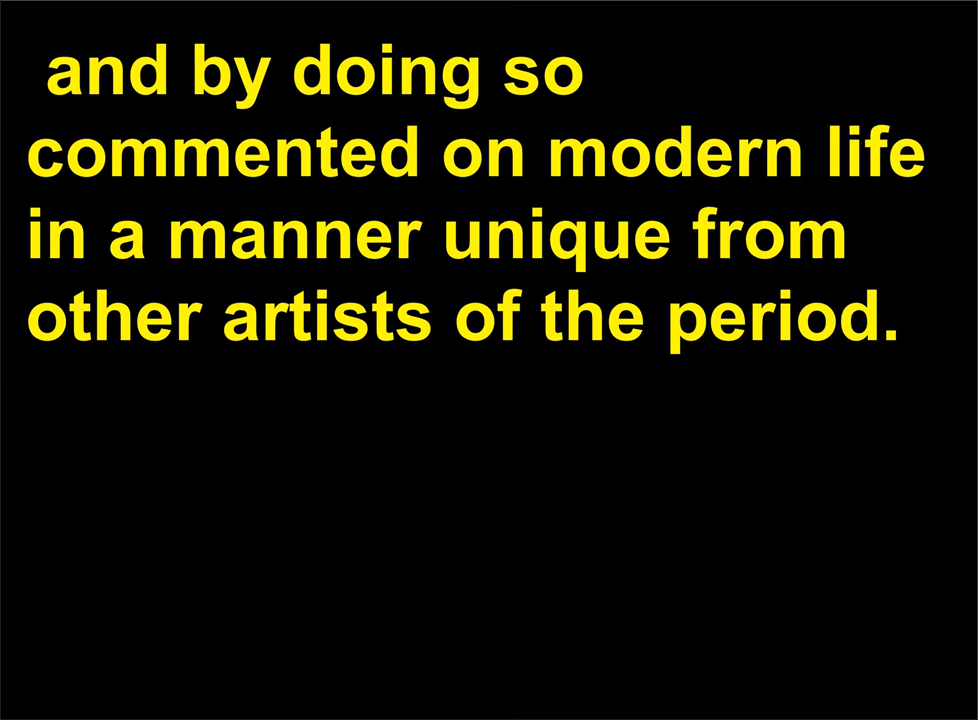 and by doing so
commented on modern life
in a manner unique from
other artists of the period.